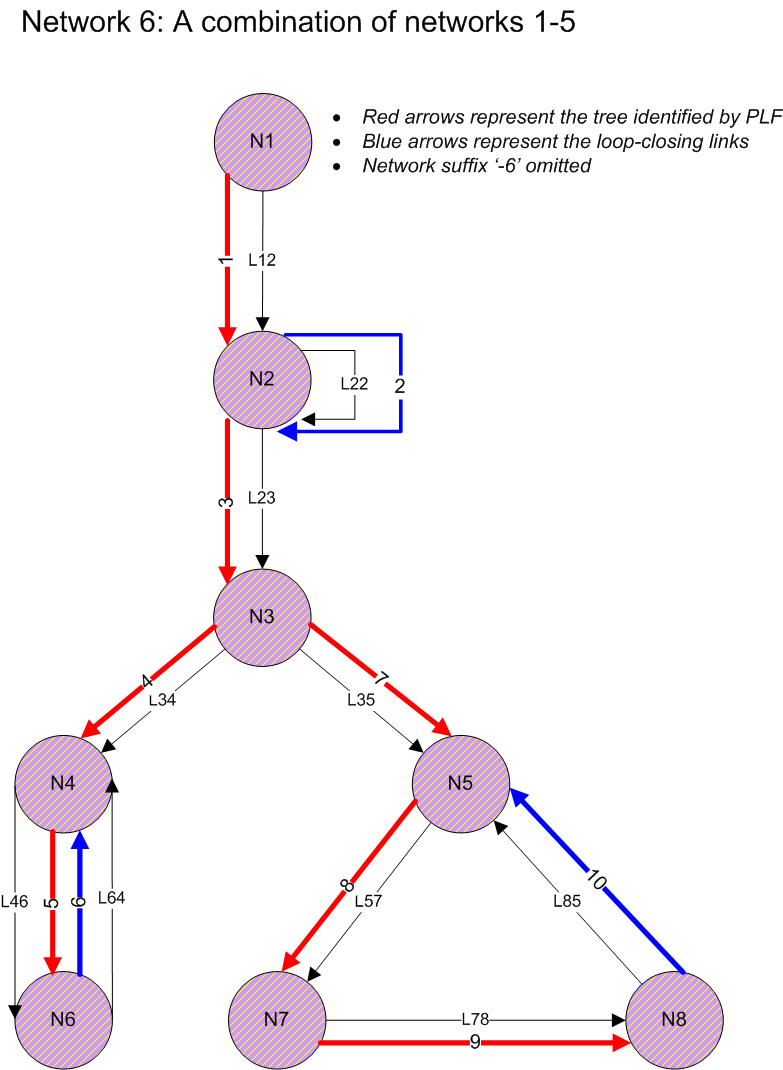 Network 6: A combination of networks 1-5
• Red arrows represent the tree identified by PLF
• Blue arrows represent the loop-closing links
• Network suffix ‘-6’ omitted
N1
1
L12
N2
L22
2
3
L23
N3
4
L34
7
L35
N4
N5
L46
5
6
L64
8
L57
L85
10
N6
N7
L78
9
N8